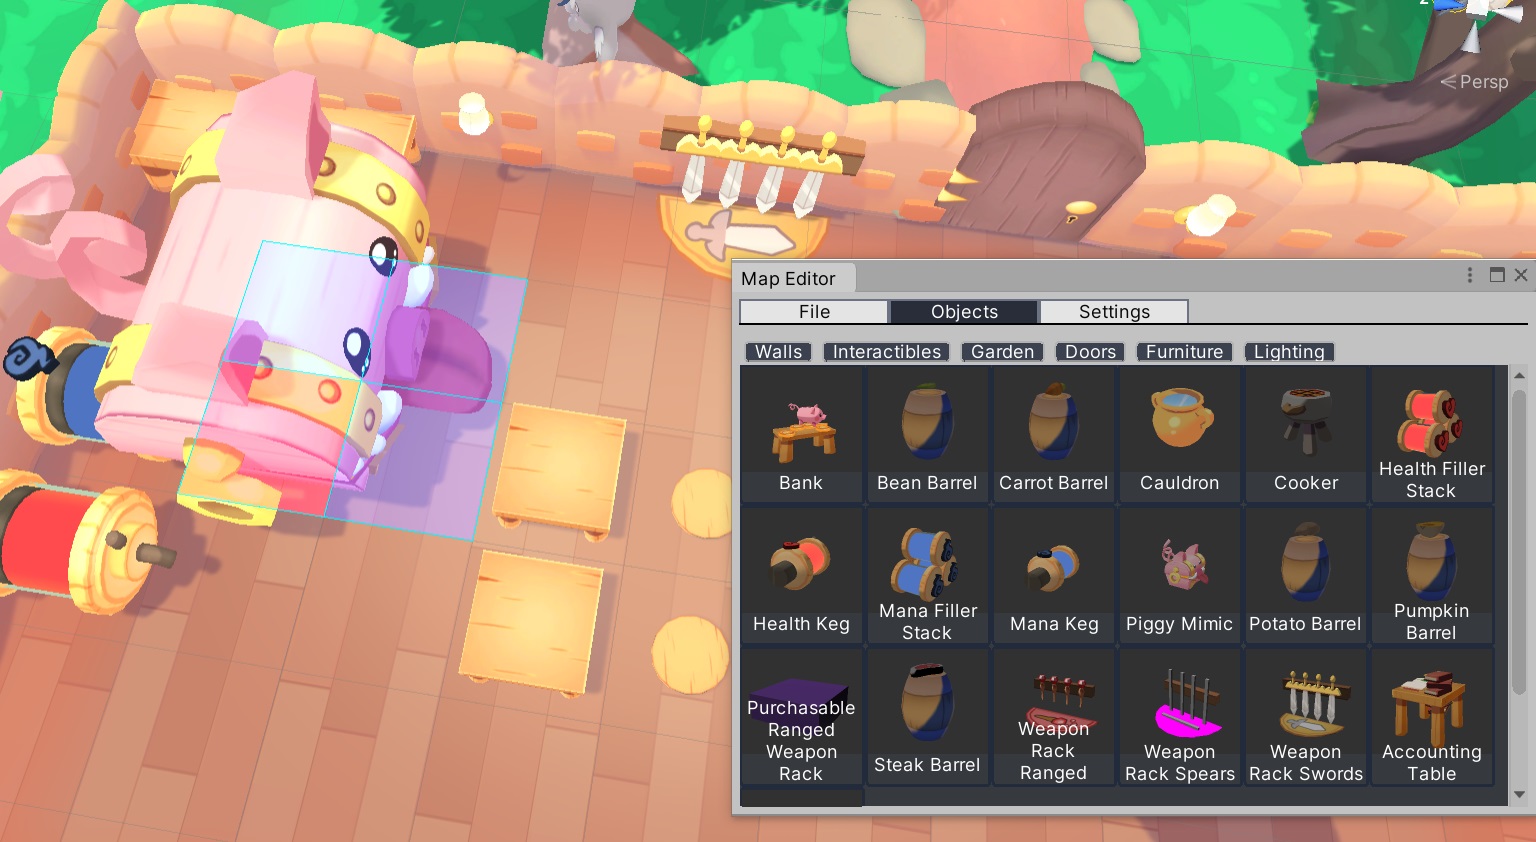 Persp
Map Editor
File
Objects
Settings
Walls
Interactibles
Garden
Doors
Furniture
Lighting
Bank
Bean Barrel
Carrot Barrel
Cauldron
Cooker
Health Filler
Stack
Health Keg
Mana Filler
Stack
Mana Keg
Piggy Mimic
Potato Barrel
Pumpkin
Barrel
Purchasable
Ranged
Weapon
Rack
Steak Barrel
Weapon
Rack
Ranged
Weapon
Rack Spears
Weapon
Rack Swords
Accounting
Table